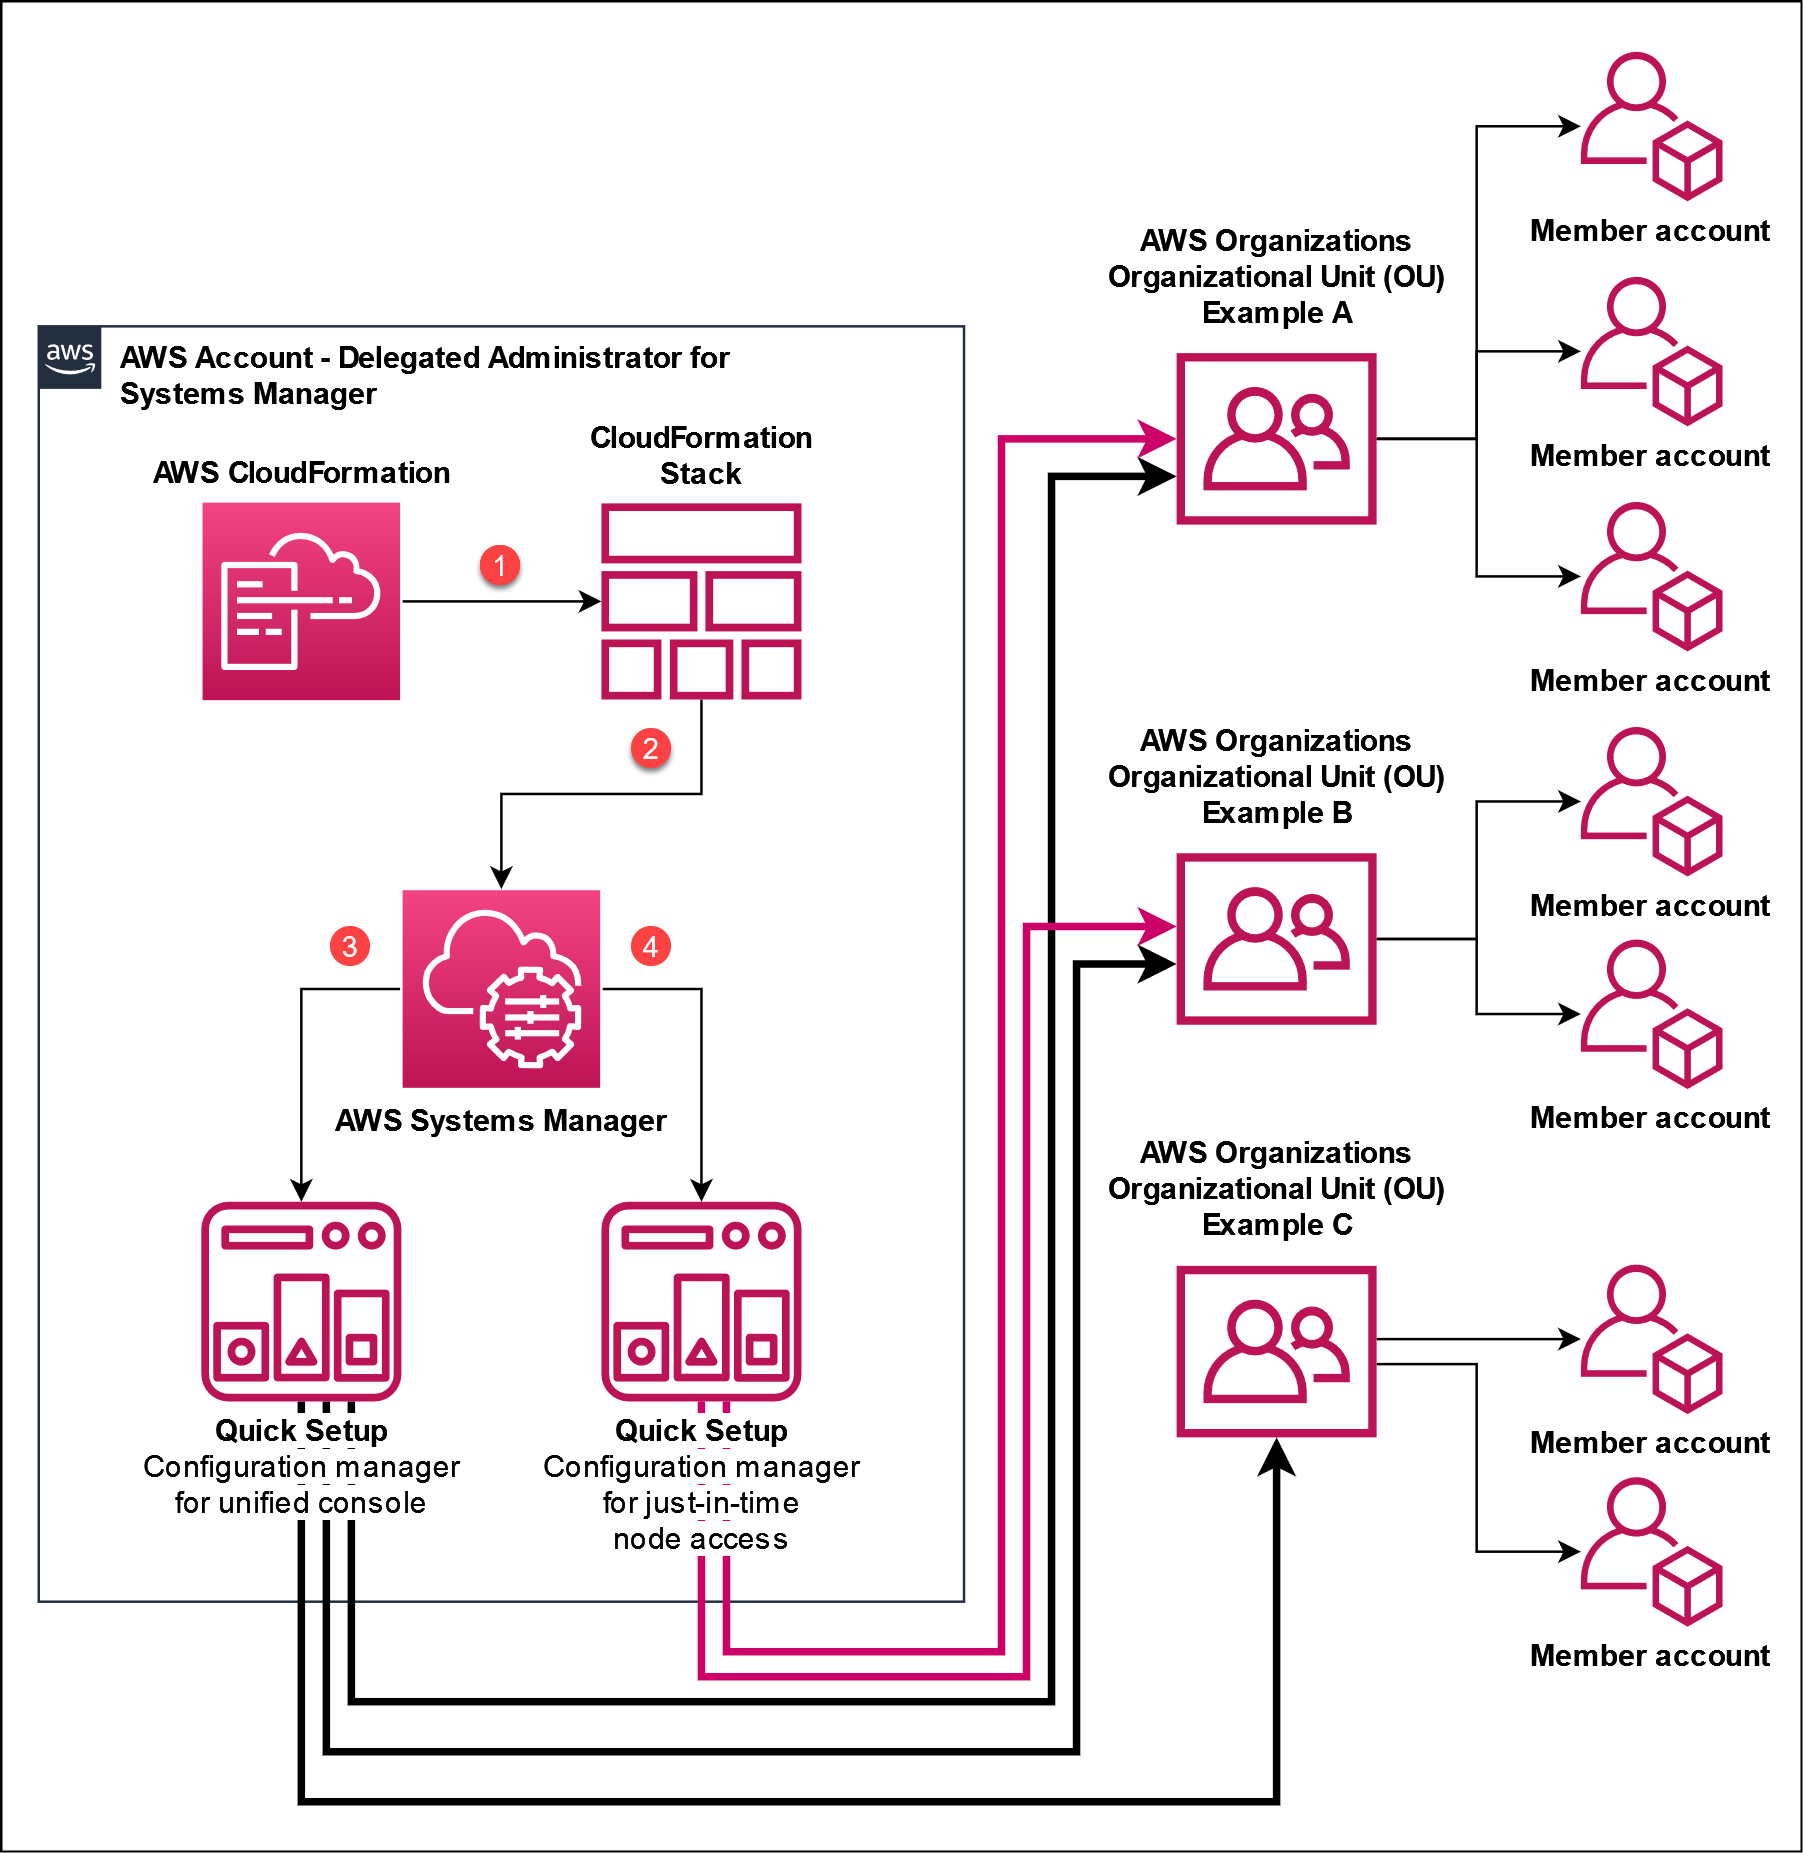 aws
AWS Account - Delegated Administrator for
Systems Manager
AWS CloudFormation
CloudFormation
Stack
1
2
3
4
AWS Systems Manager
Quick Setup
Configuration manager
for unified console
Quick Setup
Configuration manager
for just-in-time
node access
AWS Organizations
Organizational Unit (OU)
Example A
Member account
Member account
Member account
AWS Organizations
Organizational Unit (OU)
Example B
Member account
Member account
AWS Organizations
Organizational Unit (OU)
Example C
Member account
Member account